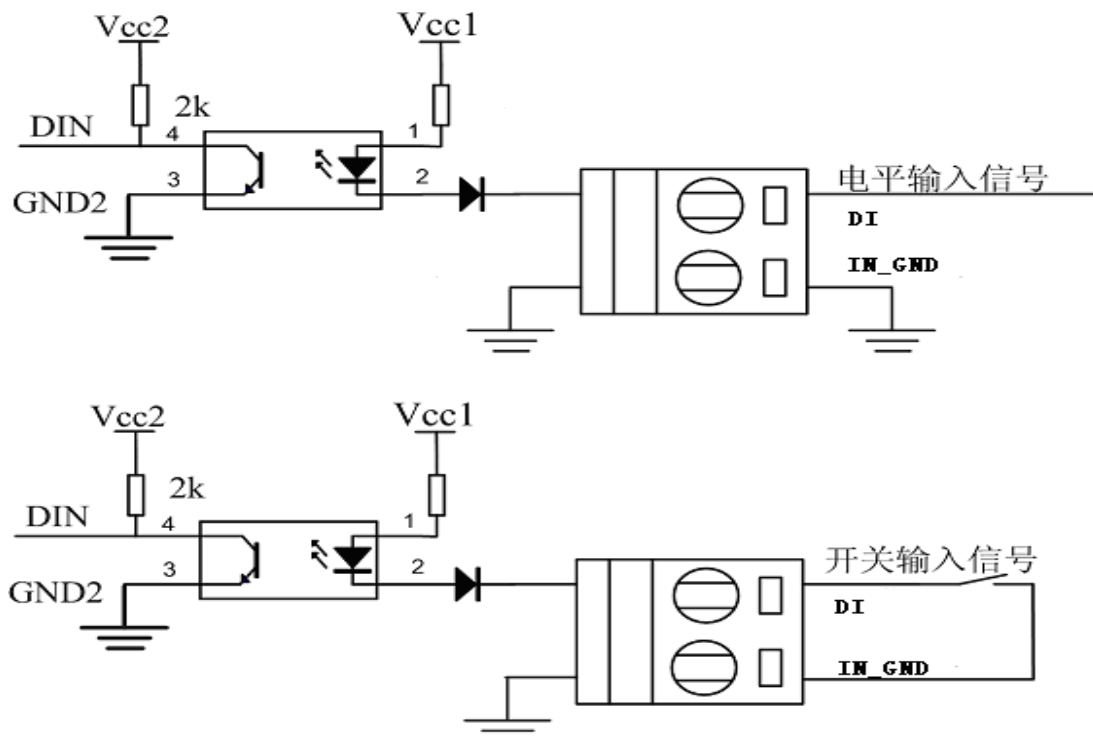 Vcc2
Vcc1
2k
DIN
4
1
3
2
GND2
电平输入信号
DI
IN_GND
Vcc2
Vcc1
2k
DIN
4
1
3
2
GND2
开关输入信号
DI
IN_GND